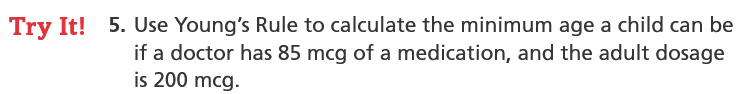 Try It! 5. Use Young's Rule to calculate the minimum age a child can be
if a doctor has 85 mcg of a medication, and the adult dosage
is 200 mcg.